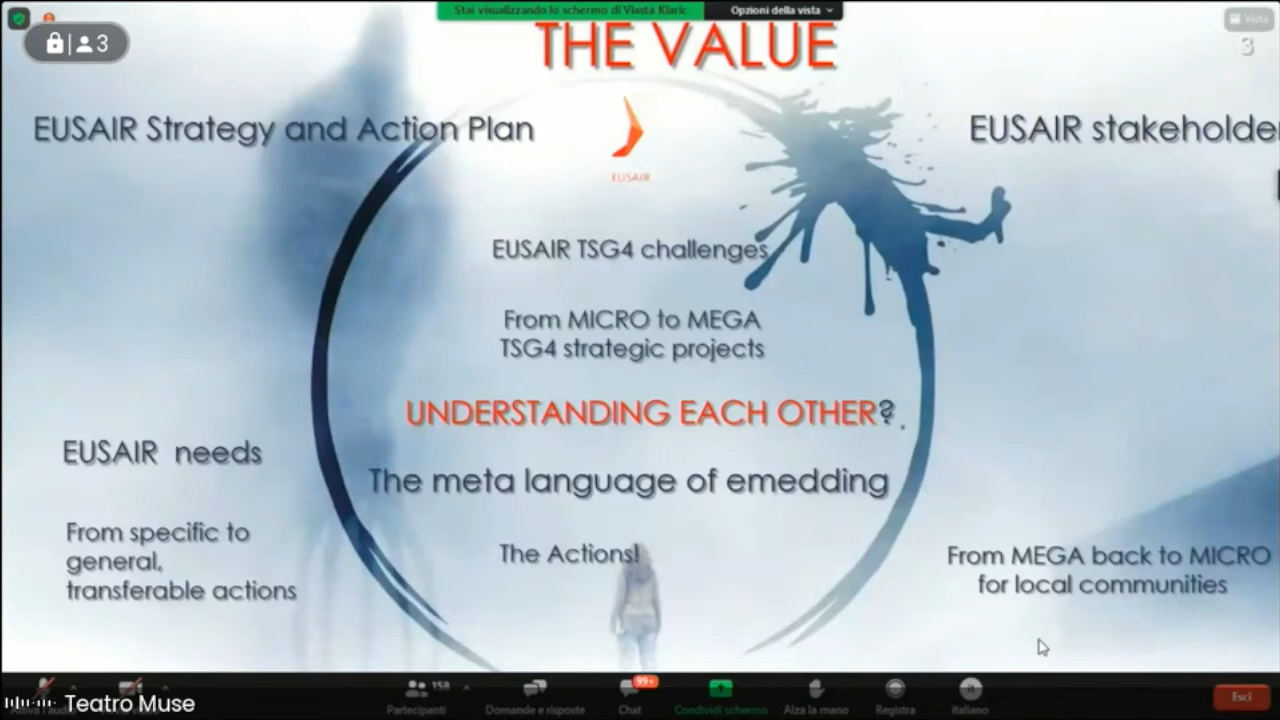 Stai visualizzando lo schermo di Vlasta Klaric
Opzioni della vista
Vista
3
3
THE VALUE
EUSAIR Strategy and Action Plan
EUSAIR stakeholde
EUSAIR
EUSAIR TSG4 challenges
From MICRO to MEGA
TSG4 strategic projects
UNDERSTANDING EACH OTHER?.
EUSAIR needs
The meta language of emedding
From specific to
general,
transferable actions
The Actions!
From MEGA back to MICRO
for local communities
158
99+
Teatro Muse
Partecipanti
Domande e risposte
Chat
Condividi schermo
Alza la mano
Registra
Italiano
Esci